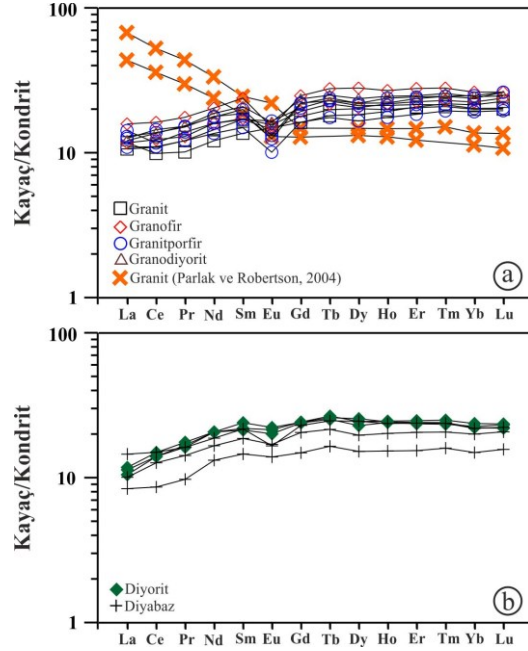 100
10
1
Kayaç/Kondrit
Granit
Granofir
Granitporfir
Granodiyorit
Granit (Parlak ve Robertson, 2004)
a
La Ce Pr Nd Sm Eu Gd Tb Dy Ho Er Tm Yb Lu
100
10
1
Kayaç/Kondrit
Diyorit
Diyabaz
b
La Ce Pr Nd Sm Eu Gd Tb Dy Ho Er Tm Yb Lu